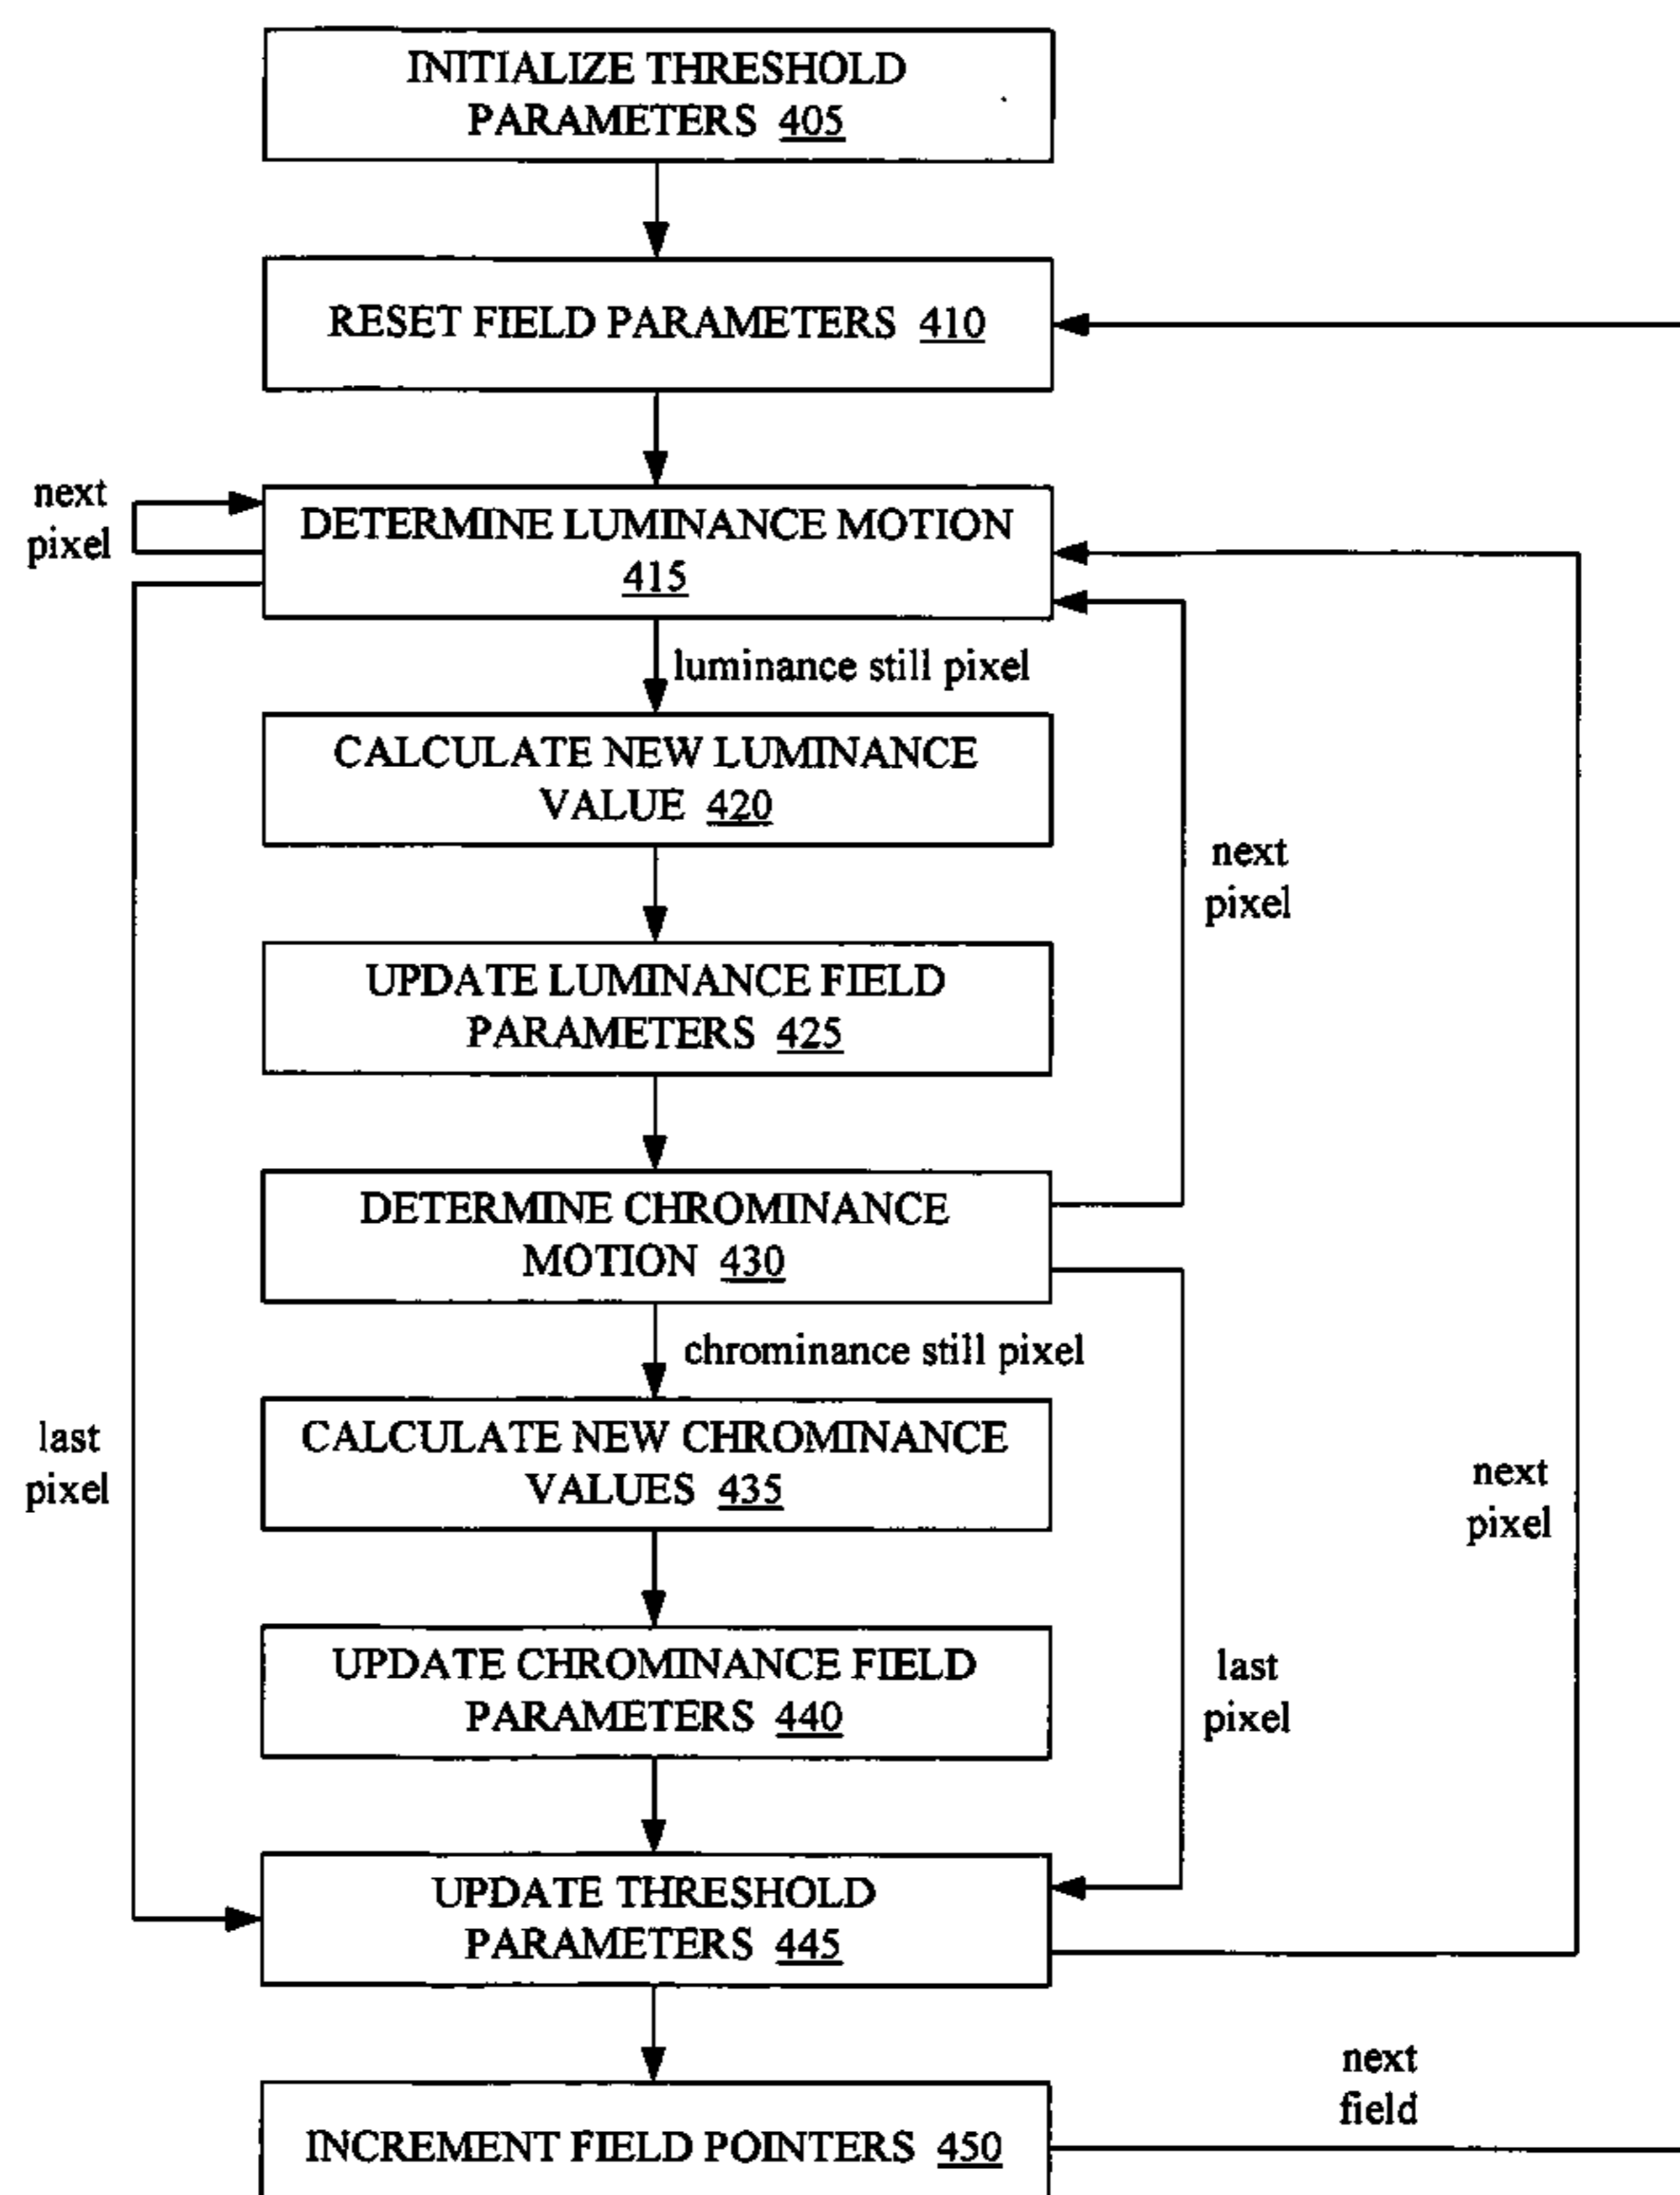 INITIALIZE THRESHOLD
PARAMETERS 405
RESET FIELD PARAMETERS 410
next
pixel
DETERMINE LUMINANCE MOTION
415
luminance still pixel
CALCULATE NEW LUMINANCE
VALUE 420
next
pixel
UPDATE LUMINANCE FIELD
PARAMETERS 425
DETERMINE CHROMINANCE
MOTION 430
chrominance still pixel
last
pixel
CALCULATE NEW CHROMINANCE
VALUES 435
next
pixel
UPDATE CHROMINANCE FIELD
PARAMETERS 440
last
pixel
UPDATE THRESHOLD
PARAMETERS 445
next
field
INCREMENT FIELD POINTERS 450